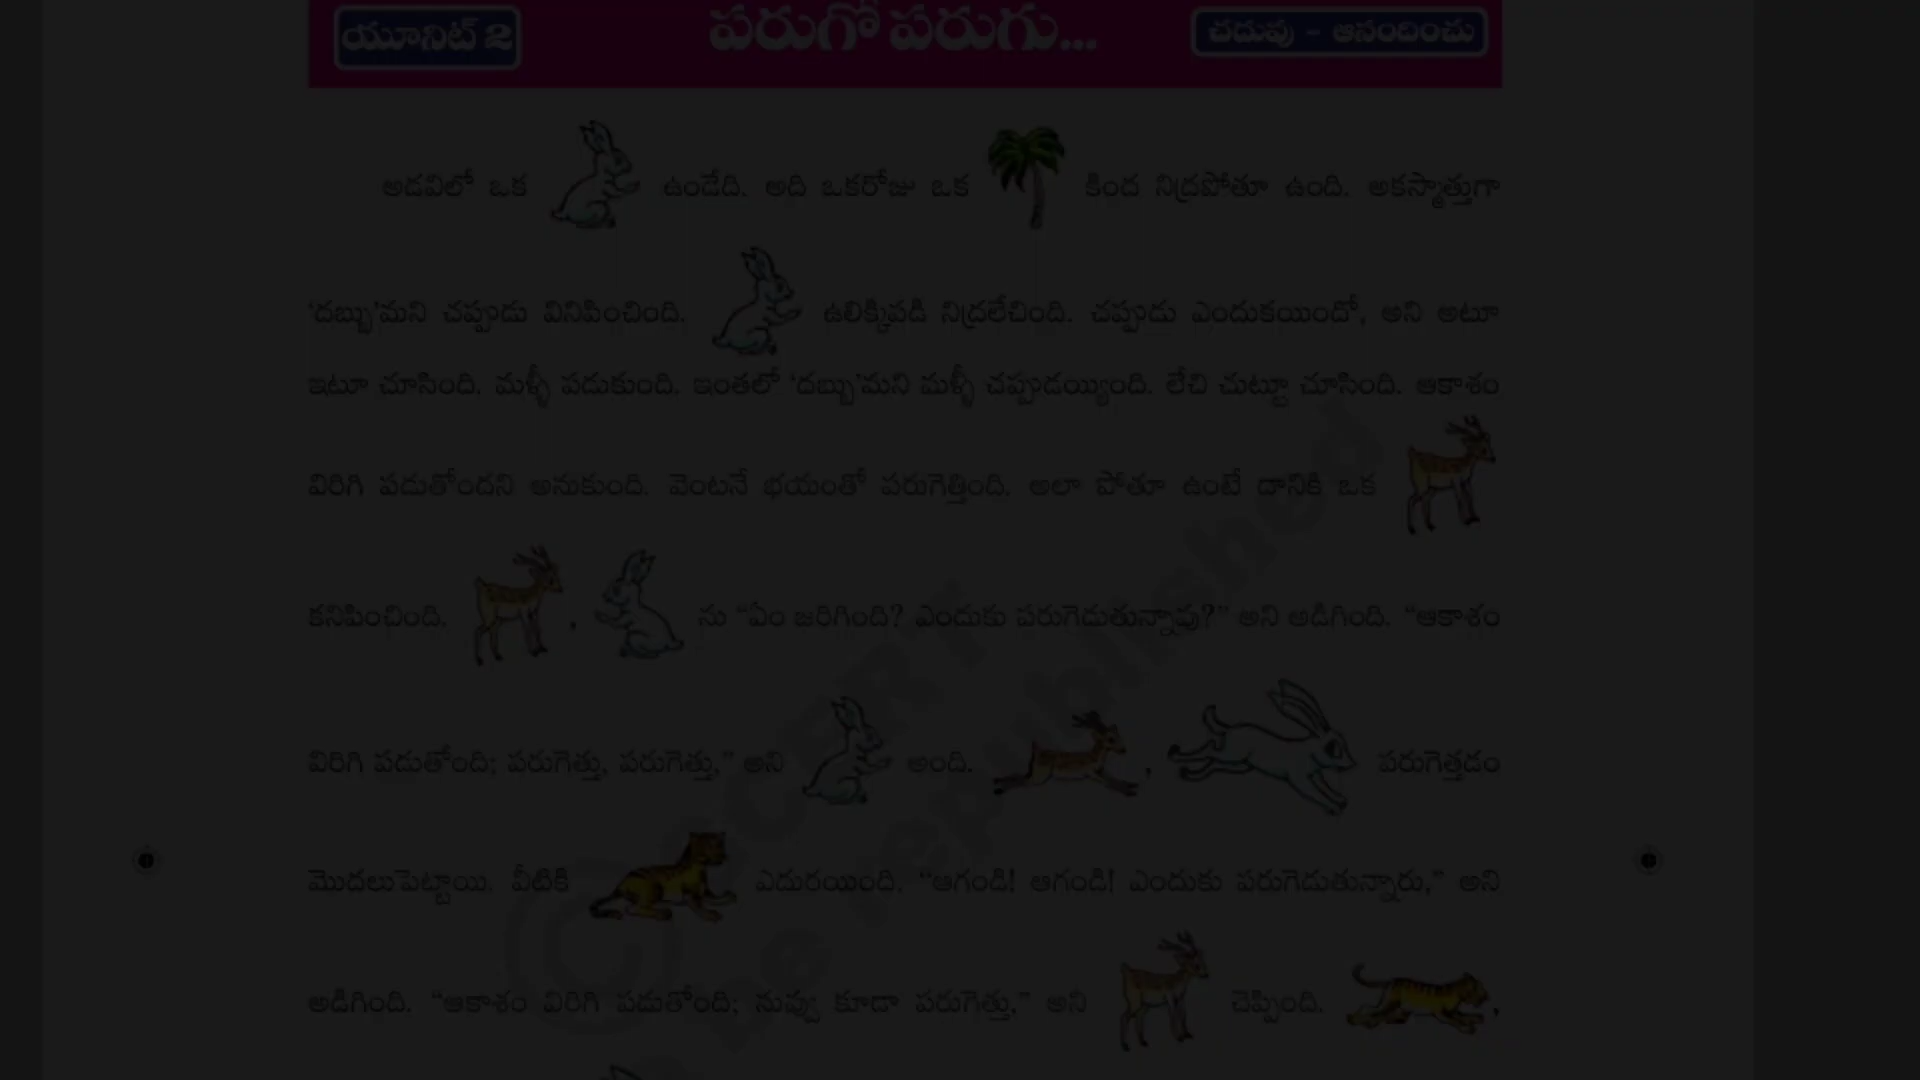 యూనిట్ 2 పరుగో పరుగు... చదువు - ఆనందించు
అడవిలో ఒక ఉండేది. అది ఒకరోజు ఒక కింద నిద్రపోతూ ఉంది. అకస్మాత్తుగా
‘దబ్బు’మని చప్పుడు వినిపించింది. ఉలిక్కిపడి నిద్రలేచింది. చప్పుడు ఎందుకయిందో, అని అటూ
ఇటూ చూసింది. మళ్ళీ పడుకుంది. ఇంతలో ‘దబ్బు’మని మళ్ళీ చప్పుడయ్యింది. లేచి చుట్టూ చూసింది. ఆకాశం
విరిగి పడుతోందని అనుకుంది. వెంటనే భయంతో పరుగెత్తింది. అలా పోతూ ఉంటే దానికి ఒక
కనిపించింది. , ను “ఏం జరిగింది? ఎందుకు పరుగెడుతున్నావు?” అని అడిగింది. “ఆకాశం
విరిగి పడుతోంది; పరుగెత్తు, పరుగెత్తు,” అని అంది. , పరుగెత్తడం
మొదలుపెట్టాయి. వీటికి ఎదురయింది. “ఆగండి! ఆగండి! ఎందుకు పరుగెడుతున్నారు,” అని
అడిగింది. “ఆకాశం విరిగి పడుతోంది; నువ్వు కూడా పరుగెత్తు,” అని చెప్పింది. ,
© SCERT
be republished